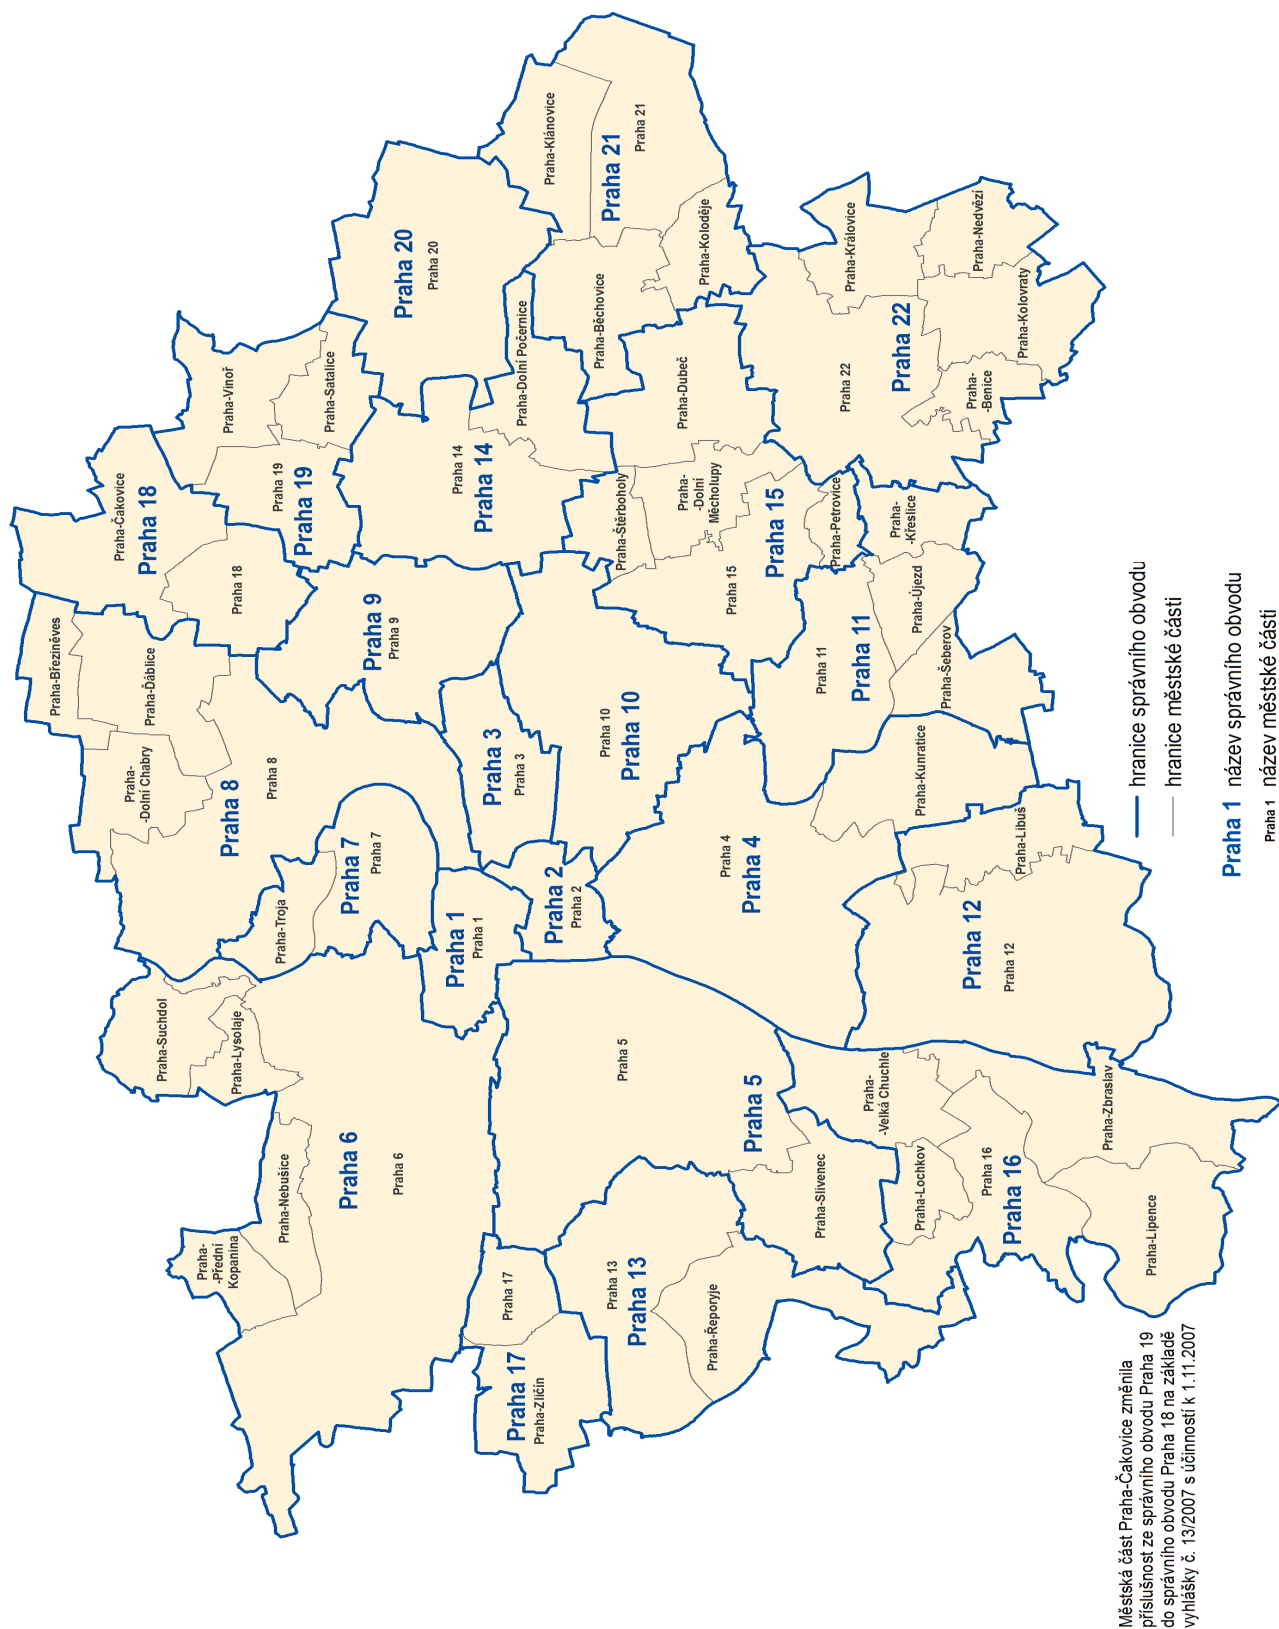 Praha-Březiněves
Praha-Ďáblice
Praha-
-Dolní Chabry
Praha 8
Praha 8
Praha-Čakovice
Praha 18
Praha 18
Praha-Vinoř
Praha-Satalice
Praha 19
Praha 19
Praha 20
Praha 20
Praha-Klánovice
Praha 21
Praha 21
Praha-Koloděje
Praha-Běchovice
Praha-Dolní Počernice
Praha 14
Praha 14
Praha 9
Praha 9
Praha-Suchdol
Praha-Lysolaje
Praha-Troja
Praha 7
Praha 7
Praha-Nebušice
Praha-
-Přední
Kopanina
Praha 6
Praha 6
Praha 1
Praha 1
Praha 2
Praha 2
Praha 3
Praha 3
Praha 10
Praha 10
Praha-Štěrboholy
Praha-Dubeč
Praha-
-Dolní
Měcholupy
Praha 15
Praha 15
Praha-Petrovice
Praha-Královice
Praha-Nedvězí
Praha-Kolovraty
Praha 22
Praha 22
Praha-
-Benice
Praha-
-Křeslice
Praha 11
Praha 11
Praha-Újezd
Praha-Šeberov
Praha-Kunratice
Praha 4
Praha 4
Praha-Libuš
Praha 12
Praha 12
Praha 5
Praha 5
Praha-Slivenec
Praha 17
Praha 17
Praha-Zličín
Praha 13
Praha 13
Praha-Řeporyje
Praha-
-Velká Chuchle
Praha-Lochkov
Praha 16
Praha 16
Praha-Zbraslav
Praha-Lipence
Městská část Praha-Čakovice změnila
příslušnost ze správního obvodu Praha 19
do správního obvodu Praha 18 na základě
vyhlášky č. 13/2007 s účinností k 1.11.2007
hranice správního obvodu
hranice městské části
Praha 1 název správního obvodu
Praha 1 název městské části